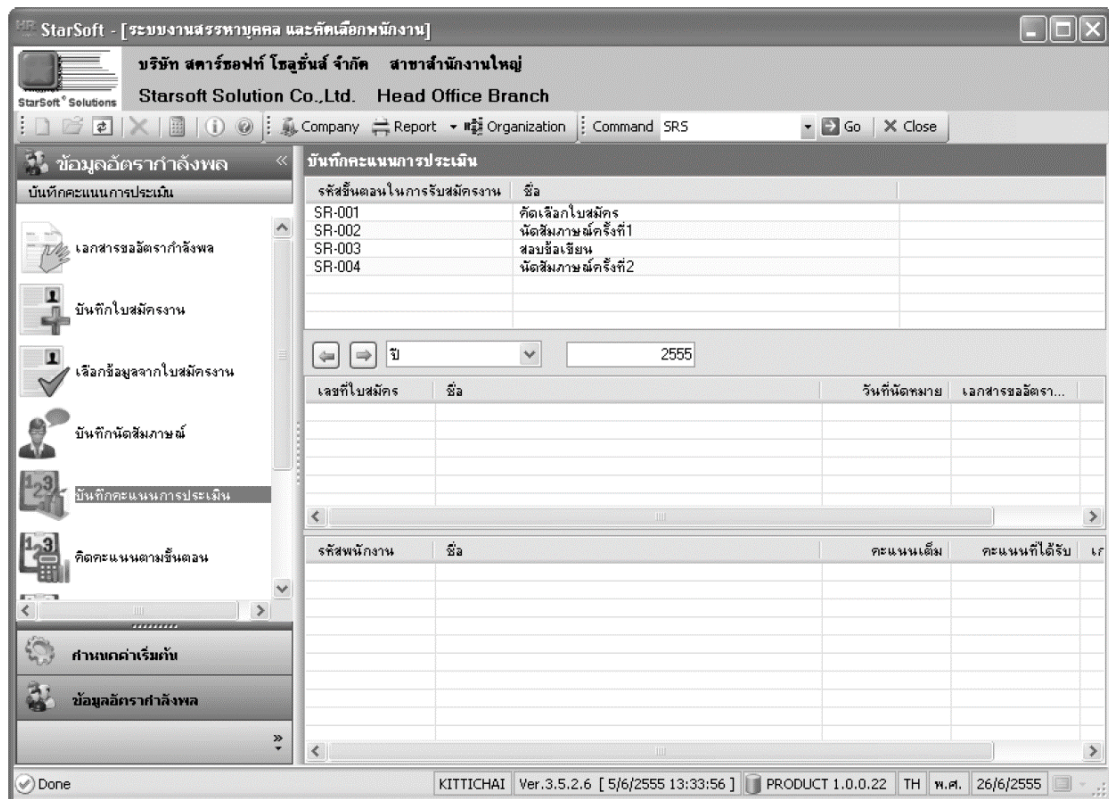 StarSoft - [ระบบงานสรรหาบุคคล และคัดเลือกพนักงาน]
บริษัท สตาร์ซอฟท์ โซลูชั่นส์ จำกัด สาขาสำนักงานใหญ่
StarSoft® Solutions
Starsoft Solution Co.,Ltd. Head Office Branch
Company Report Organization Command SRS Go Close
ข้อมูลอัตรากำลังพล
บันทึกคะแนนการประเมิน
เอกสารขออัตรากำลังพล
บันทึกใบสมัครงาน
เลือกข้อมูลจากใบสมัครงาน
บันทึกนัดสัมภาษณ์
บันทึกคะแนนการประเมิน
คิดคะแนนตามขั้นตอน
กำหนดค่าเริ่มต้น
ข้อมูลอัตรากำลังพล
บันทึกคะแนนการประเมิน
รหัสขั้นตอนในการรับสมัครงาน ชื่อ
SR-001 คัดเลือกใบสมัคร
SR-002 นัดสัมภาษณ์ครั้งที่1
SR-003 สอบข้อเขียน
SR-004 นัดสัมภาษณ์ครั้งที่2
ปี 2555
เลขที่ใบสมัคร ชื่อ วันที่นัดหมาย เอกสารขออัตรา...
รหัสพนักงาน ชื่อ คะแนนเต็ม คะแนนที่ได้รับ
Done KITTICHAI Ver.3.5.2.6 [ 5/6/2555 13:33:56 ] PRODUCT 1.0.0.22 TH พ.ศ. 26/6/2555